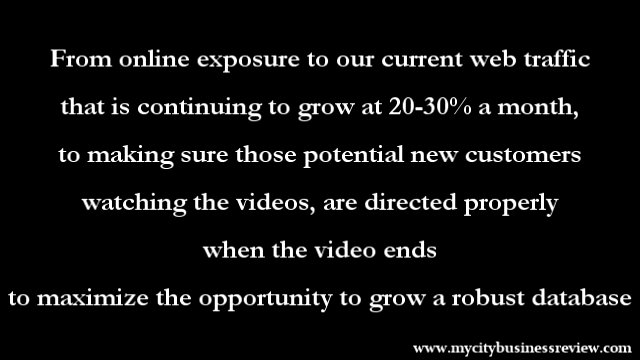 From online exposure to our current web traffic
that is continuing to grow at 20-30% a month,
to making sure those potential new customers
watching the videos, are directed properly
when the video ends
to maximize the opportunity to grow a robust database
www.mycitybusinessreview.com